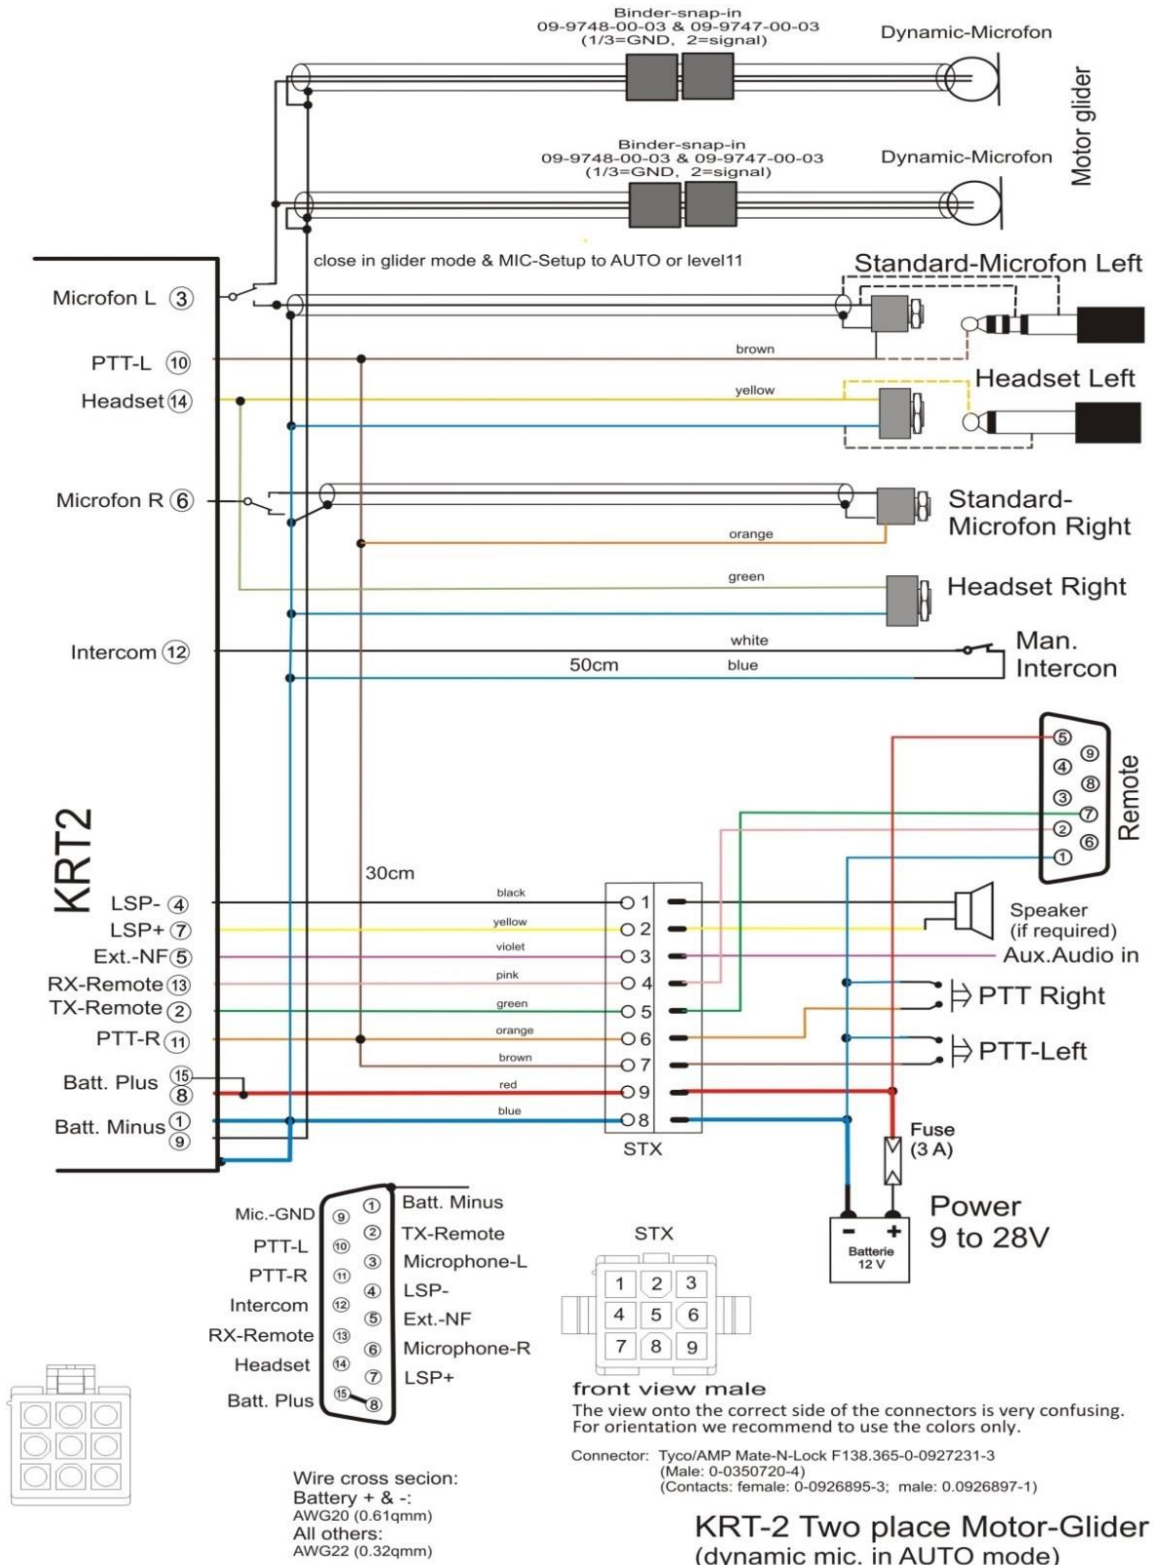 Binder-snap-in
09-9748-00-03 & 09-9747-00-03
(1/3=GND, 2=signal)
Dynamic-Microfon
Motor glider
Binder-snap-in
09-9748-00-03 & 09-9747-00-03
(1/3=GND, 2=signal)
Dynamic-Microfon
close in glider mode & MIC-Setup to AUTO or level11
Standard-Microfon Left
Microfon L 3
brown
PTT-L 10
Headset Left
yellow
Headset 14
Microfon R 6
Standard-
Microfon Right
orange
green
Headset Right
white
Man.
Intercon
Intercom 12
50cm
blue
5
9
4
8
3
7
2
6
1
Remote
KRT2
30cm
LSP- 4
black
1
Speaker
(if required)
LSP+ 7
yellow
2
Ext.-NF 5
violet
3
Aux.Audio in
RX-Remote 13
pink
4
PTT Right
TX-Remote 2
green
5
PTT-R 11
orange
6
PTT-Left
brown
7
Batt. Plus 15
8
red
9
Batt. Minus 1
9
blue
8
STX
Fuse
(3 A)
- +
Batterie
12 V
Power
9 to 28V
Mic.-GND 9
PTT-L 10
PTT-R 11
Intercom 12
RX-Remote 13
Headset 14
Batt. Plus 15
1 Batt. Minus
2 TX-Remote
3 Microphone-L
4 LSP-
5 Ext.-NF
6 Microphone-R
7 LSP+
8
STX
1 2 3
4 5 6
7 8 9
front view male
The view onto the correct side of the connectors is very confusing.
For orientation we recommend to use the colors only.
Connector: Tyco/AMP Mate-N-Lock F138.365-0-0927231-3
(Male: 0-0350720-4)
(Contacts: female: 0-0926895-3; male: 0.0926897-1)
Wire cross secion:
Battery + & -:
AWG20 (0.61qmm)
All others:
AWG22 (0.32qmm)
KRT-2 Two place Motor-Glider
(dynamic mic. in AUTO mode)